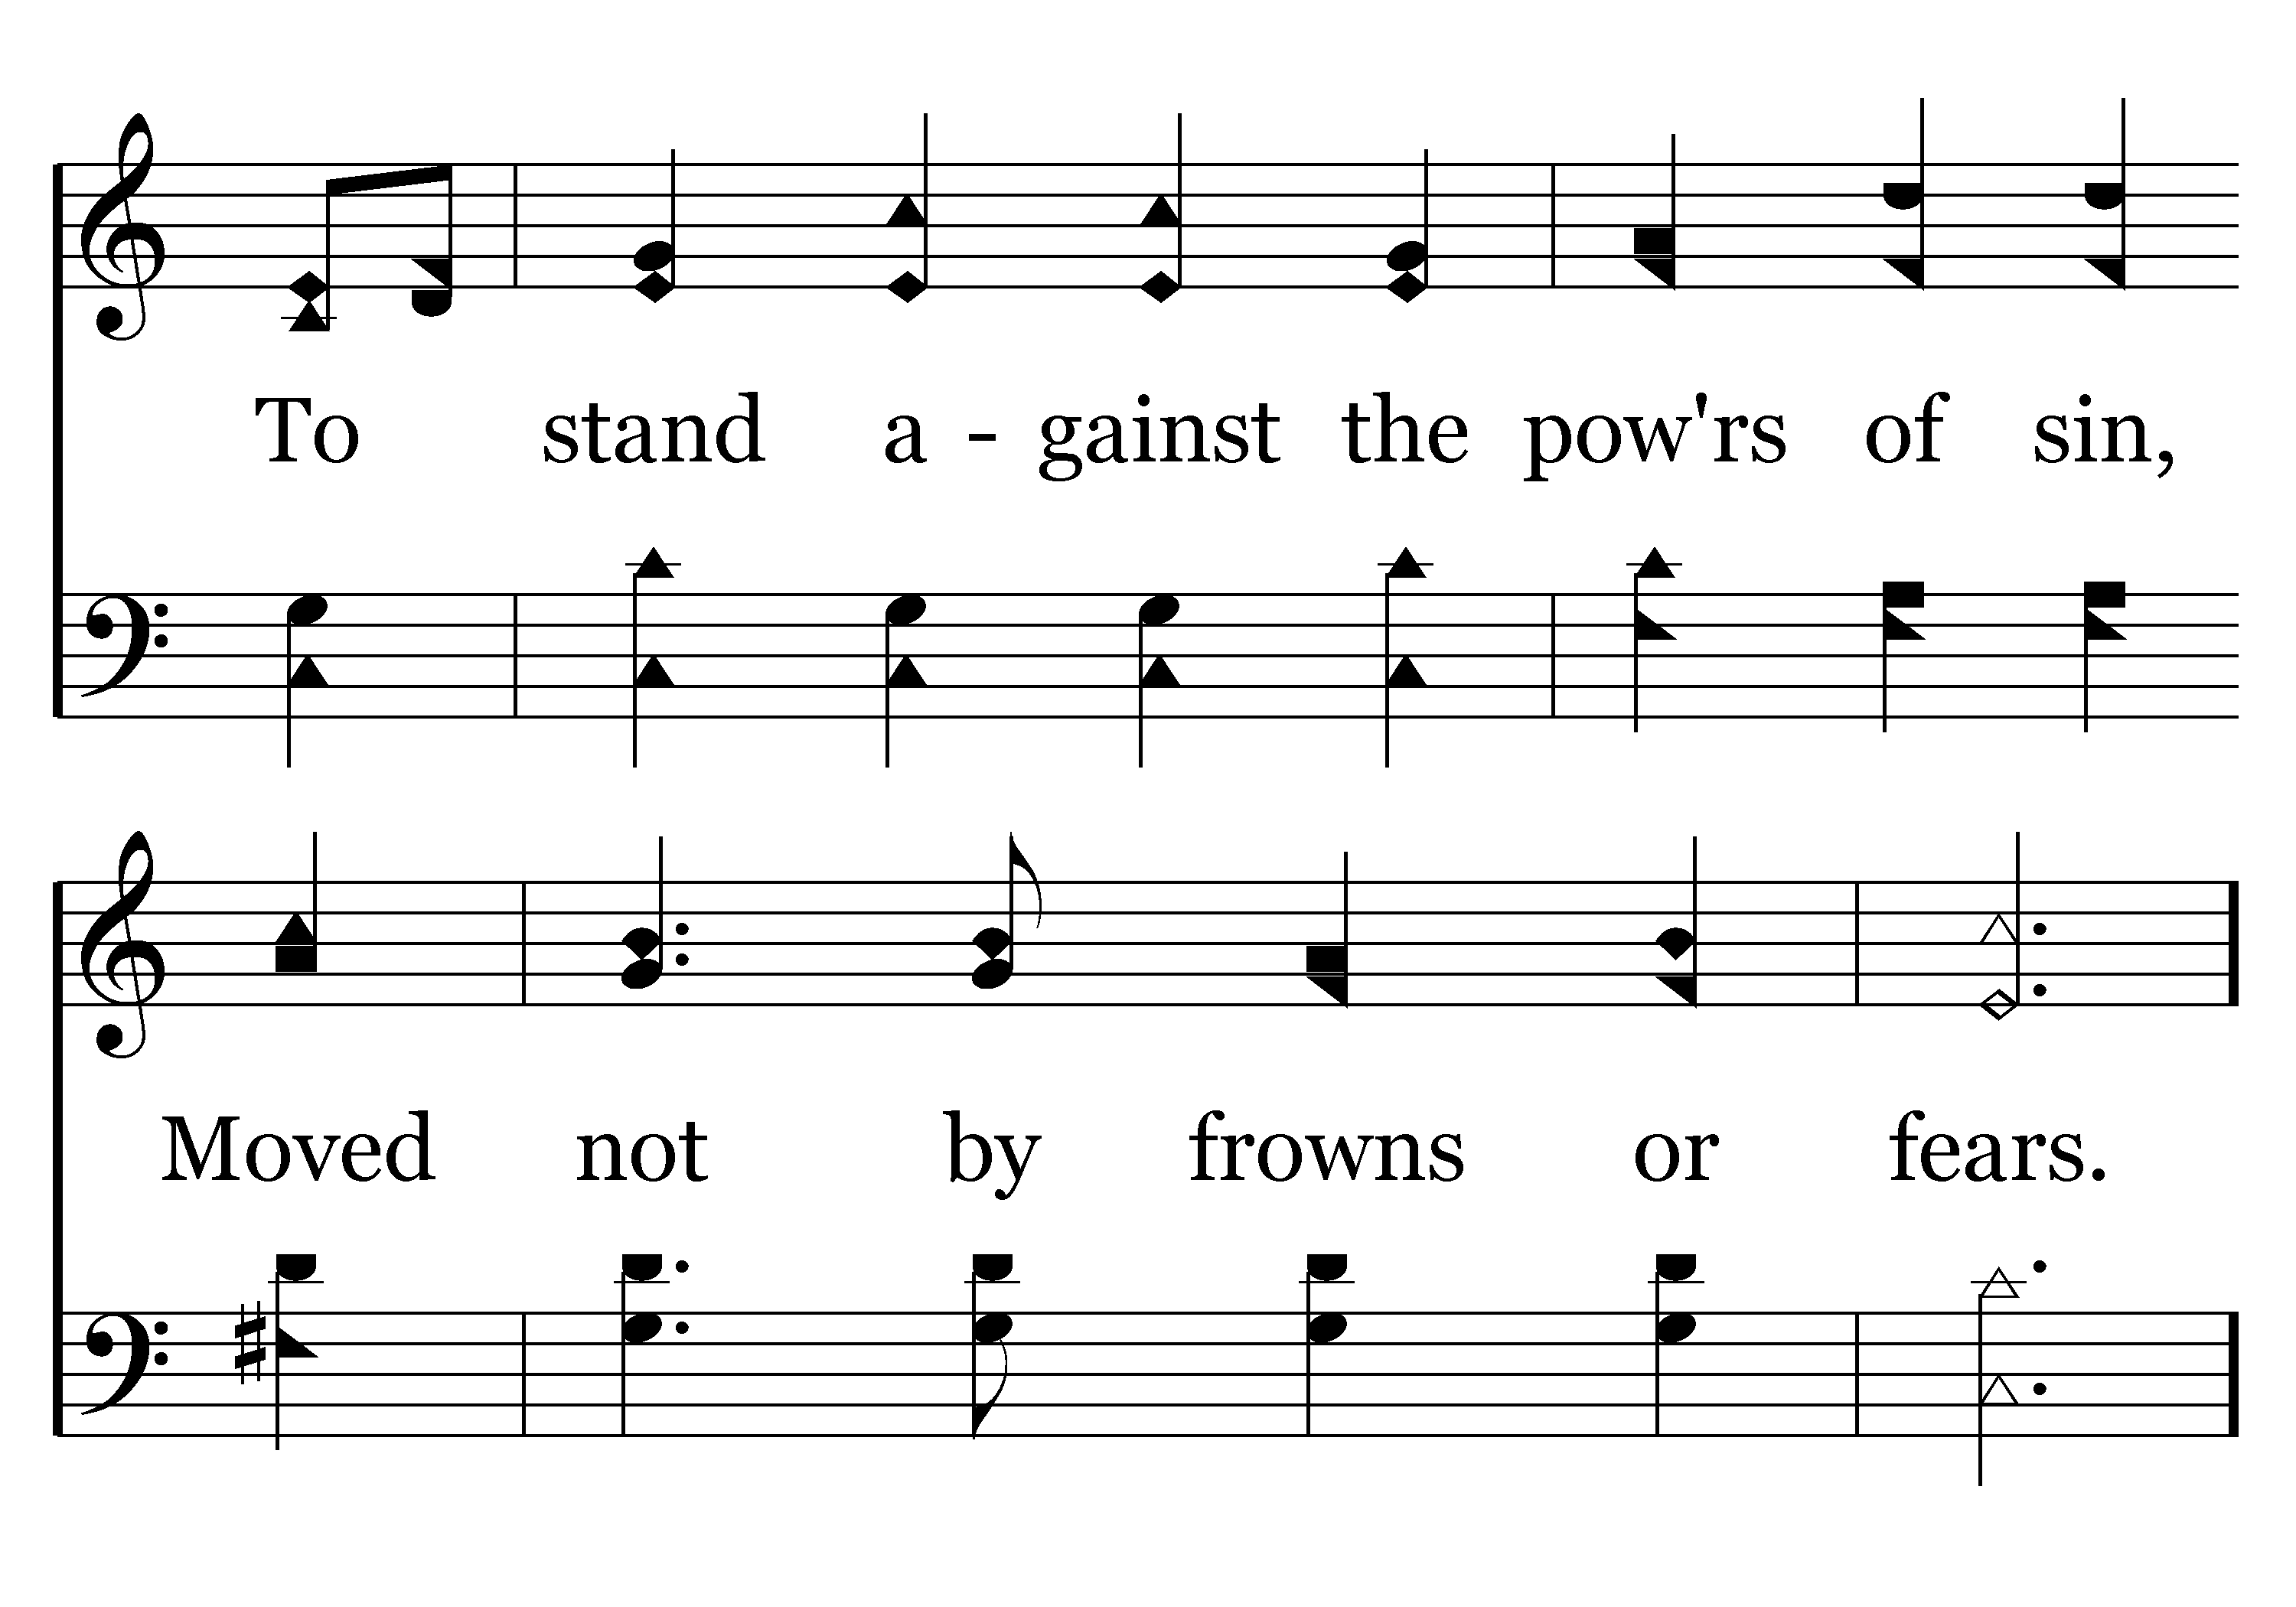 To stand a - gainst the pow'rs of sin,
Moved not by frowns or fears.